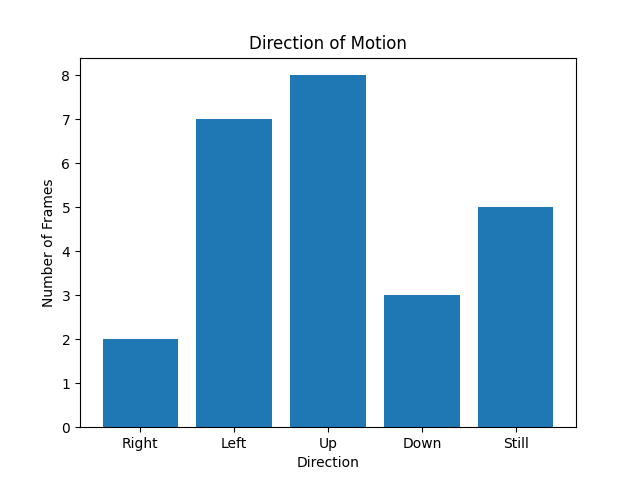 Direction of Motion
8
7
6
5
4
3
2
1
0
Number of Frames
Right Left Up Down Still
Direction